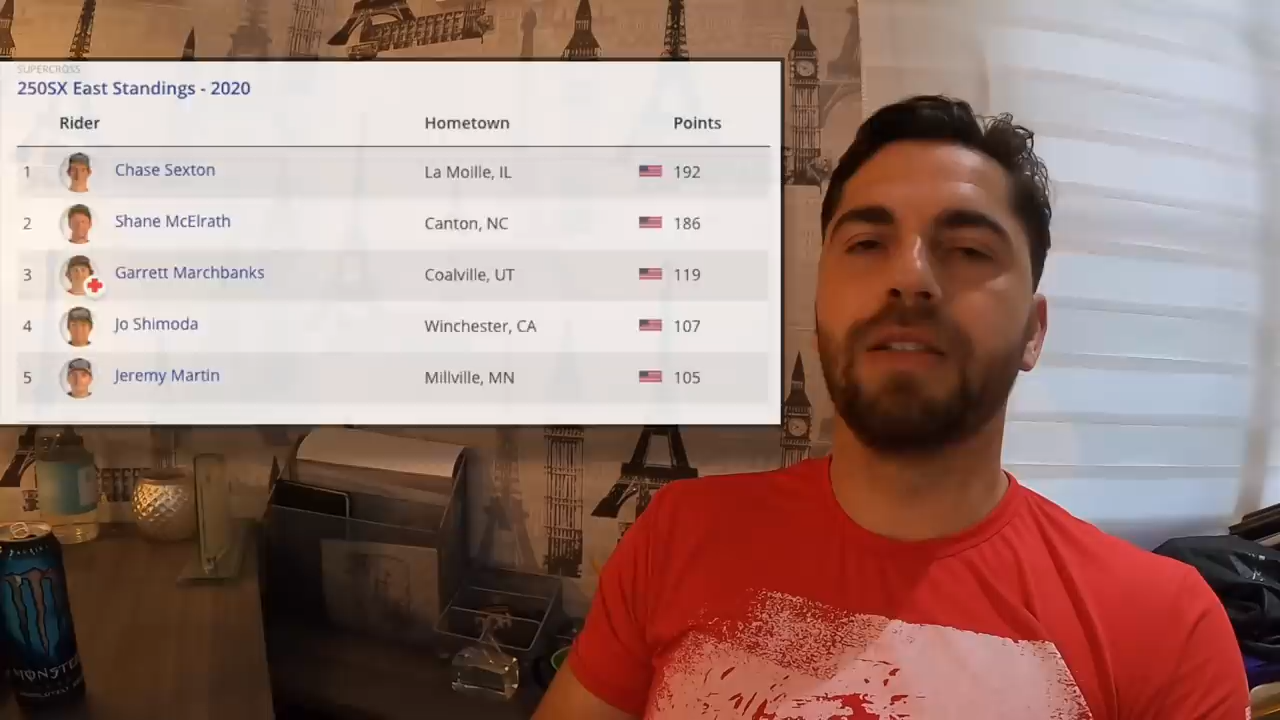 SUPERCROSS
250SX East Standings - 2020
Rider Hometown Points
1 Chase Sexton La Moille, IL 192
2 Shane McElrath Canton, NC 186
3 Garrett Marchbanks Coalville, UT 119
4 Jo Shimoda Winchester, CA 107
5 Jeremy Martin Millville, MN 105
MONSTER